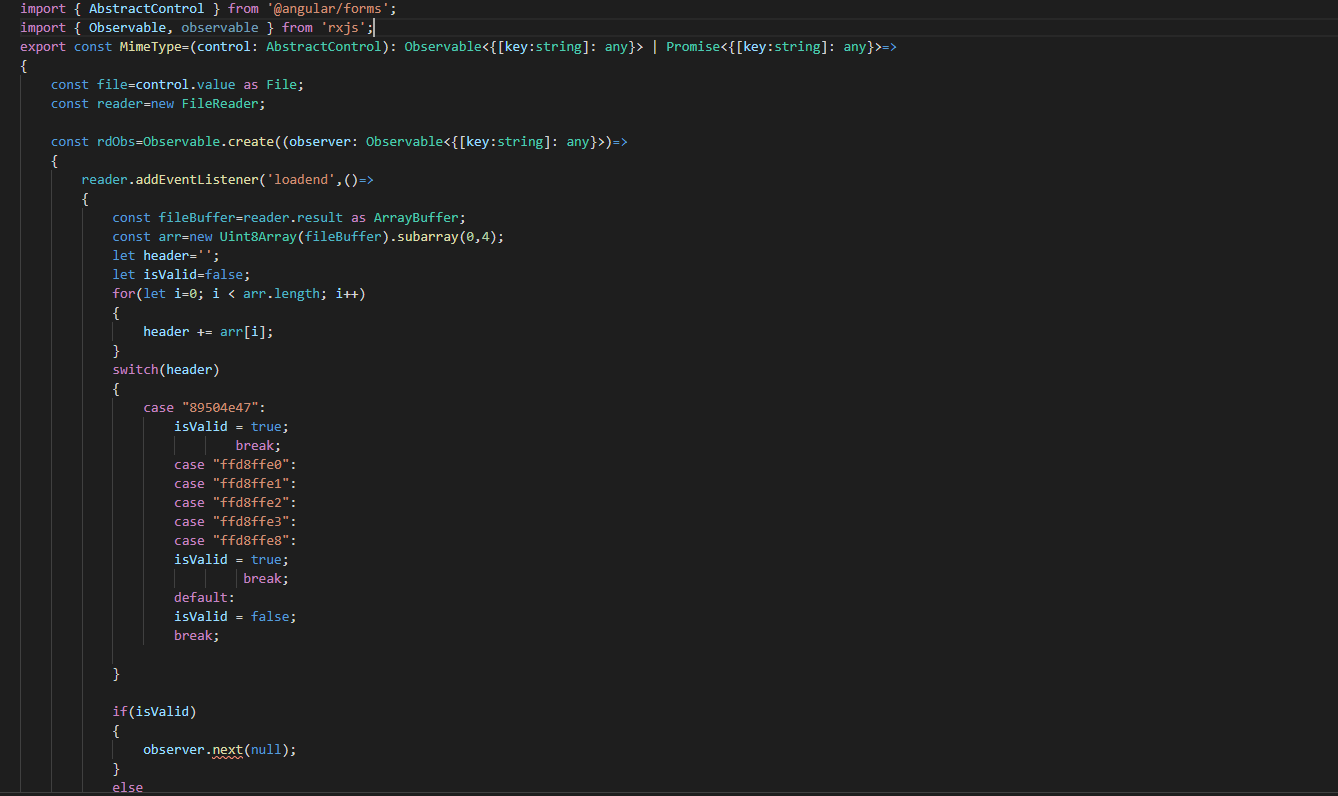 import { AbstractControl } from '@angular/forms';
import { Observable, observable } from 'rxjs';
export const MimeType=(control: AbstractControl): Observable<{[key:string]: any}> | Promise<{[key:string]: any}>=>
{
    const file=control.value as File;
    const reader=new FileReader;

    const rdObs=Observable.create((observer: Observable<{[key:string]: any}>)=>
    {
        reader.addEventListener('loadend',()=>
        {
            const fileBuffer=reader.result as ArrayBuffer;
            const arr=new Uint8Array(fileBuffer).subarray(0,4);
            let header='';
            let isValid=false;
            for(let i=0; i < arr.length; i++)
            {
                header += arr[i];
            }
            switch(header)
            {
                case "89504e47":
                    isValid = true;
                            break;
                    case "ffd8ffe0":
                    case "ffd8ffe1":
                    case "ffd8ffe2":
                    case "ffd8ffe3":
                    case "ffd8ffe8":
                    isValid = true;
                             break;
                    default:
                    isValid = false;
                    break;

            }

            if(isValid)
            {
                observer.next(null);
            }
            else